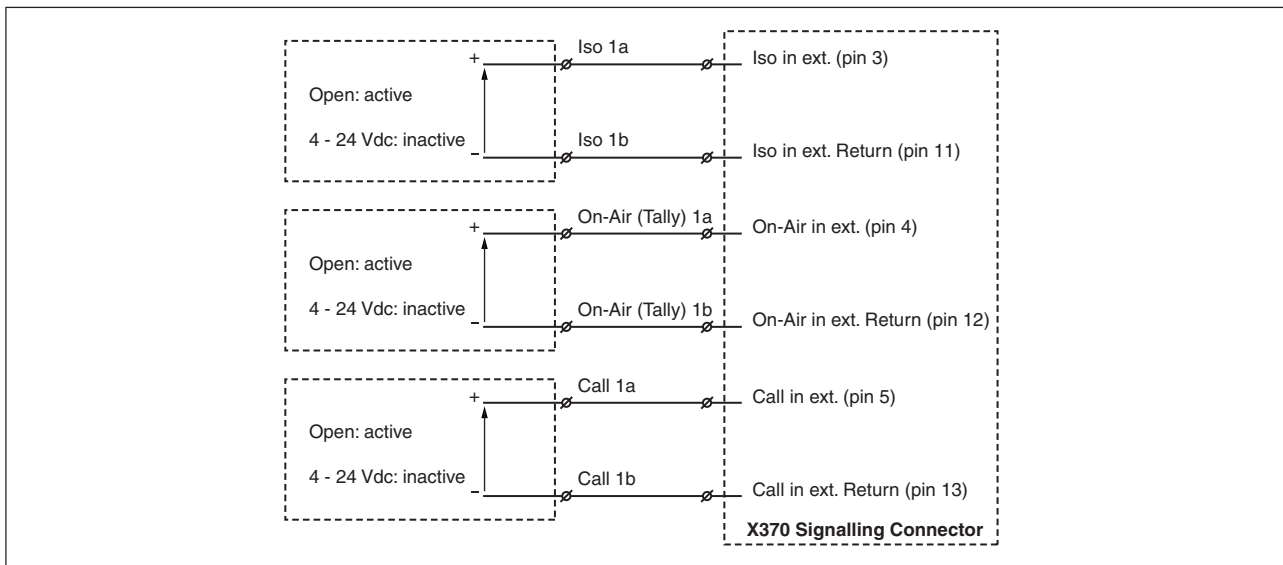 Iso 1a
+
Iso in ext. (pin 3)
Open: active
4 - 24 Vdc: inactive
–
Iso 1b
Iso in ext. Return (pin 11)
On-Air (Tally) 1a
+
On-Air in ext. (pin 4)
Open: active
4 - 24 Vdc: inactive
–
On-Air (Tally) 1b
On-Air in ext. Return (pin 12)
Call 1a
+
Call in ext. (pin 5)
Open: active
4 - 24 Vdc: inactive
–
Call 1b
Call in ext. Return (pin 13)
X370 Signalling Connector